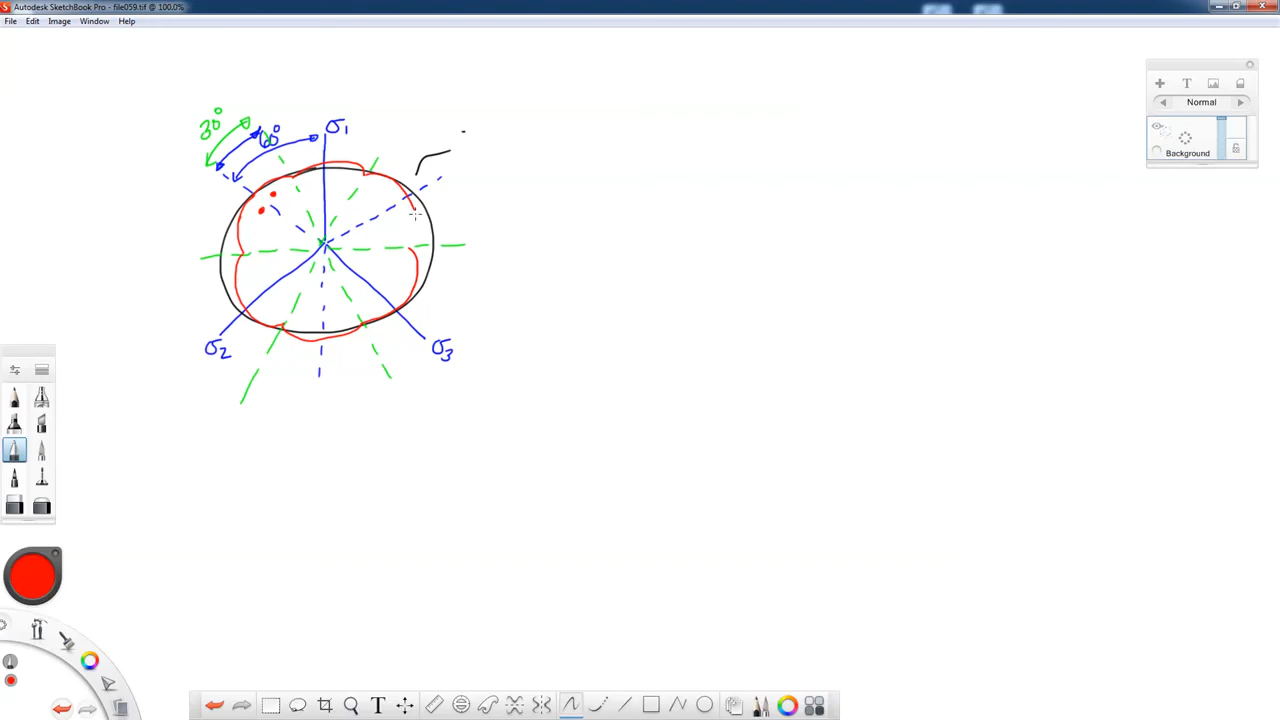 Autodesk SketchBook Pro - file059.tif @ 100.0%
File Edit Image Window Help
Normal
Background
30°
60°
σ1
σ2
σ3
T
T